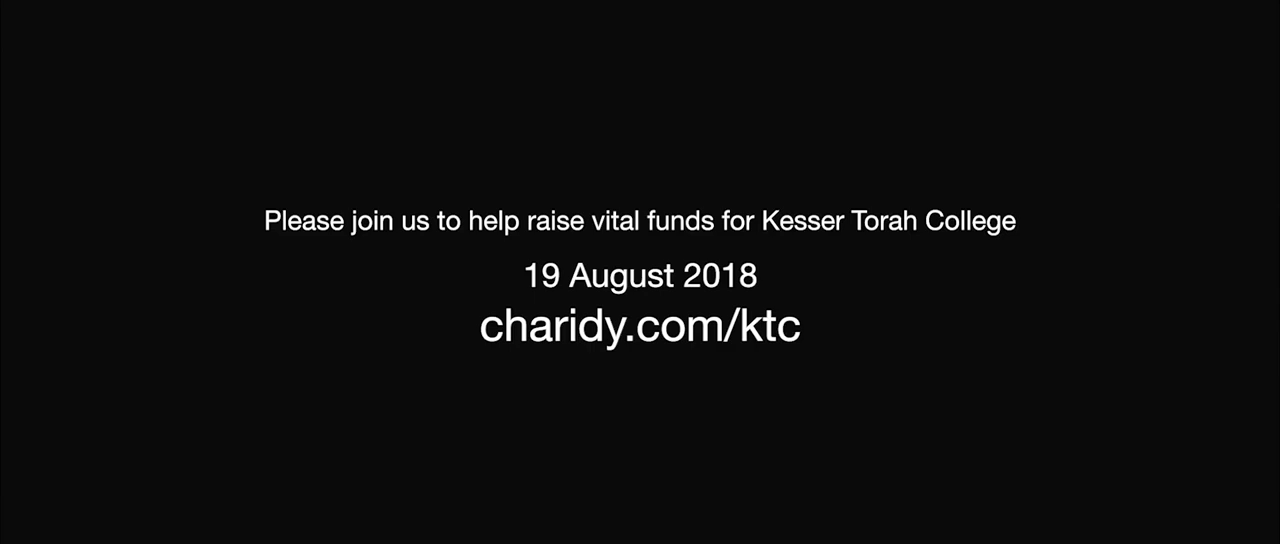 Please join us to help raise vital funds for Kesser Torah College
19 August 2018
charidy.com/ktc